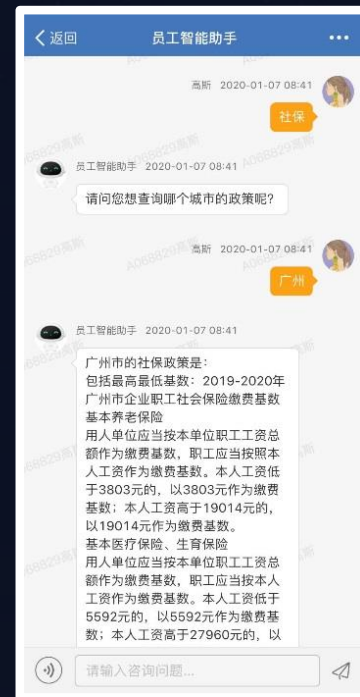 返回
员工智能助手
高斯 2020-01-07 08:41
社保
员工智能助手 2020-01-07 08:41
请问您想查询哪个城市的政策呢?
高斯 2020-01-07 08:41
广州
员工智能助手 2020-01-07 08:41
广州市的社保政策是:
包括最高最低基数:2019-2020年
广州市企业职工社会保险缴费基数
基本养老保险
用人单位应当按本单位职工工资总
额作为缴费基数,职工应当按照本
人工资作为缴费基数。本人工资低
于3803元的,以3803元作为缴费
基数;本人工资高于19014元的,
以19014元作为缴费基数。
基本医疗保险、生育保险
用人单位应当按本单位职工工资总
额作为缴费基数,职工应当按本人
工资作为缴费基数。本人工资低于
5592元的,以5592元作为缴费基
数;本人工资高于27960元的,以
请输入咨询问题...